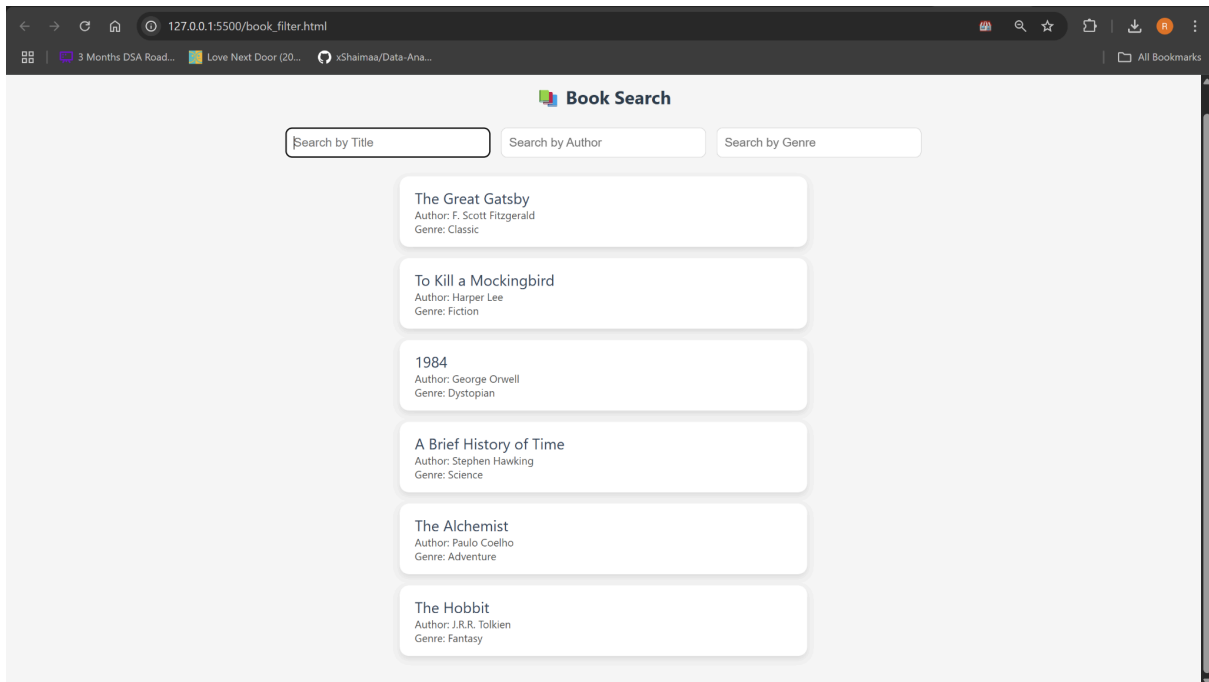 127.0.0.1:5500/book_filter.html
R
3 Months DSA Road... Love Next Door (20... xShaimaa/Data-Ana... All Bookmarks
Book Search
Search by Title Search by Author Search by Genre
The Great Gatsby
Author: F. Scott Fitzgerald
Genre: Classic
To Kill a Mockingbird
Author: Harper Lee
Genre: Fiction
1984
Author: George Orwell
Genre: Dystopian
A Brief History of Time
Author: Stephen Hawking
Genre: Science
The Alchemist
Author: Paulo Coelho
Genre: Adventure
The Hobbit
Author: J.R.R. Tolkien
Genre: Fantasy